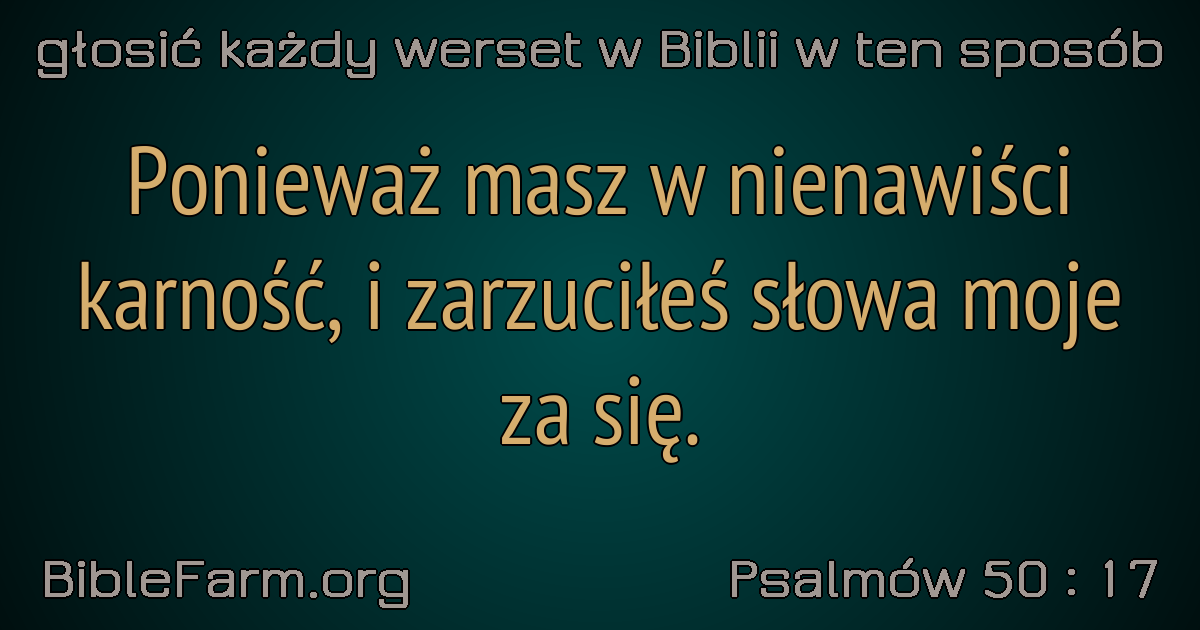 głosić każdy werset w Biblii w ten sposób
Ponieważ masz w nienawiści
karność, i zarzuciłeś słowa moje
za się.
BibleFarm.org
Psalmów 50 : 17